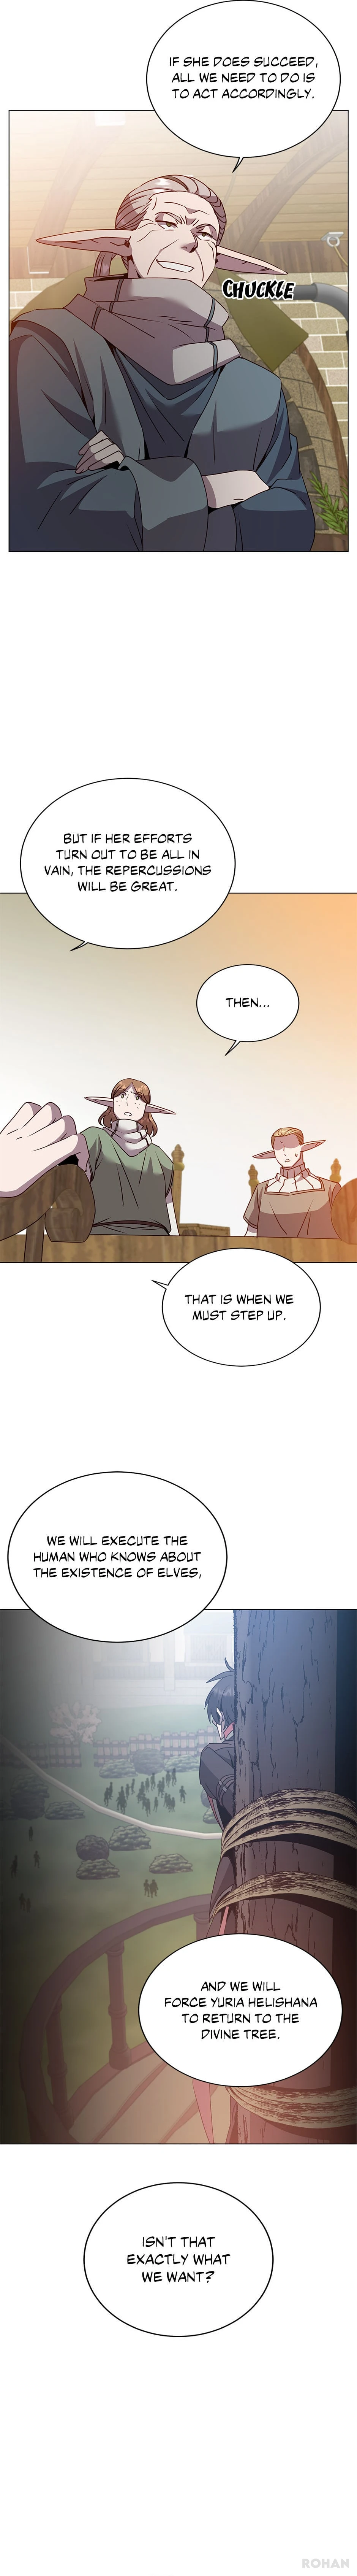 IF SHE DOES SUCCEED,
ALL WE NEED TO DO IS
TO ACT ACCORDINGLY.
CHUCKLE
BUT IF HER EFFORTS
TURN OUT TO BE ALL IN
VAIN, THE REPERCUSSIONS
WILL BE GREAT.
THEN...
THAT IS WHEN WE
MUST STEP UP.
WE WILL EXECUTE THE
HUMAN WHO KNOWS ABOUT
THE EXISTENCE OF ELVES,
AND WE WILL
FORCE YURIA HELISHANA
TO RETURN TO THE
DIVINE TREE.
ISN'T THAT
EXACTLY WHAT
WE WANT?
ROHAN